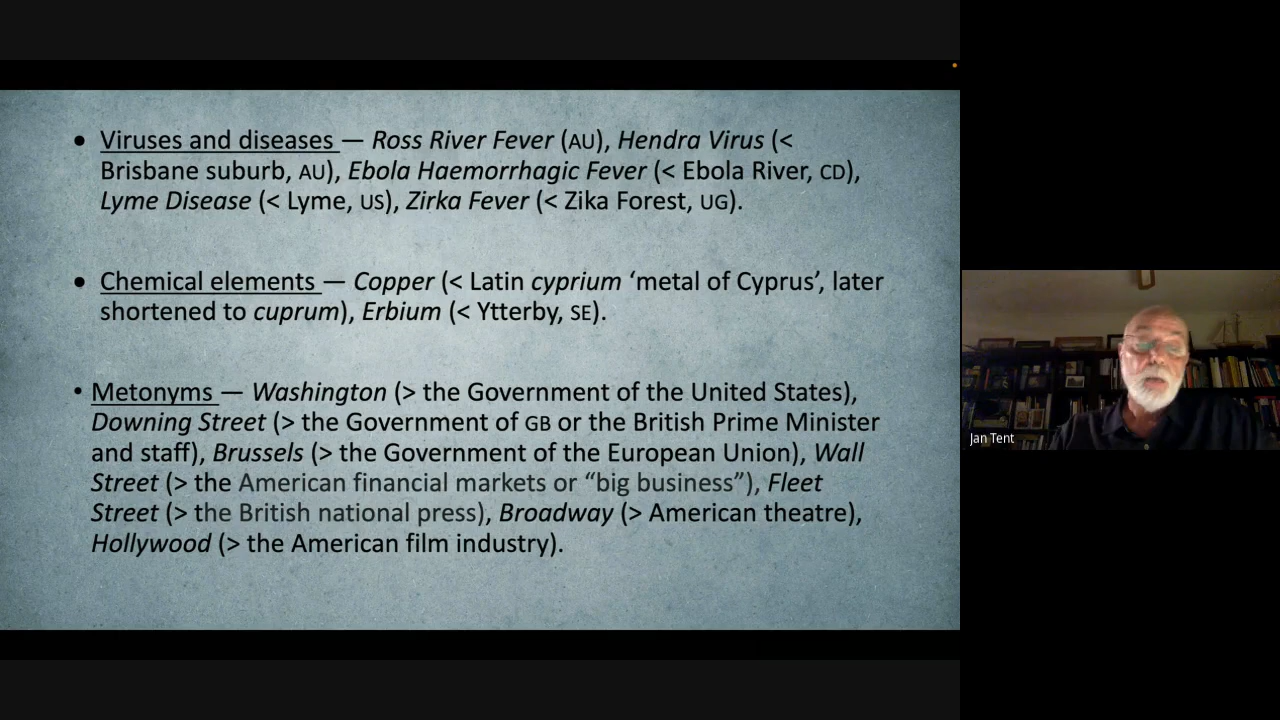 • Viruses and diseases — Ross River Fever (AU), Hendra Virus (<
Brisbane suburb, AU), Ebola Haemorrhagic Fever (< Ebola River, CD),
Lyme Disease (< Lyme, US), Zirka Fever (< Zika Forest, UG).
• Chemical elements — Copper (< Latin cyprium ‘metal of Cyprus’, later
shortened to cuprum), Erbium (< Ytterby, SE).
• Metonyms — Washington (> the Government of the United States),
Downing Street (> the Government of GB or the British Prime Minister
and staff), Brussels (> the Government of the European Union), Wall
Street (> the American financial markets or “big business”), Fleet
Street (> the British national press), Broadway (> American theatre),
Hollywood (> the American film industry).
Jan Tent